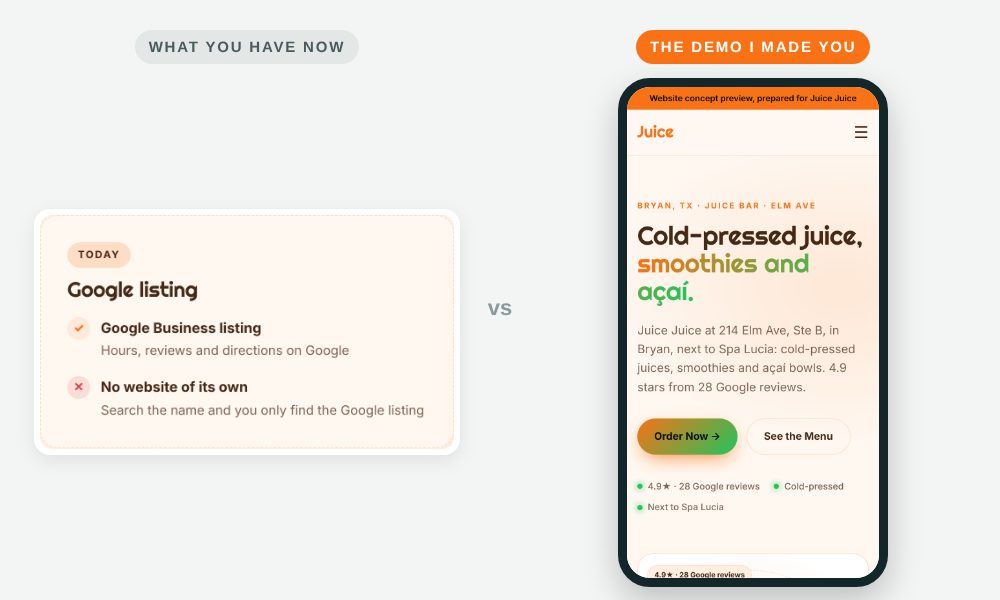 WHAT YOU HAVE NOW
TODAY
Google listing
Google Business listing
Hours, reviews and directions on Google
No website of its own
Search the name and you only find the Google listing
vs
THE DEMO I MADE YOU
Website concept preview, prepared for Juice Juice
Juice
BRYAN, TX · JUICE BAR · ELM AVE
Cold-pressed juice,
smoothies and
açaí.
Juice Juice at 214 Elm Ave, Ste B, in
Bryan, next to Spa Lucia: cold-pressed
juices, smoothies and açaí bowls. 4.9
stars from 28 Google reviews.
Order Now →
See the Menu
4.9★ · 28 Google reviews
Cold-pressed
Next to Spa Lucia
4.9★ · 28 Google reviews